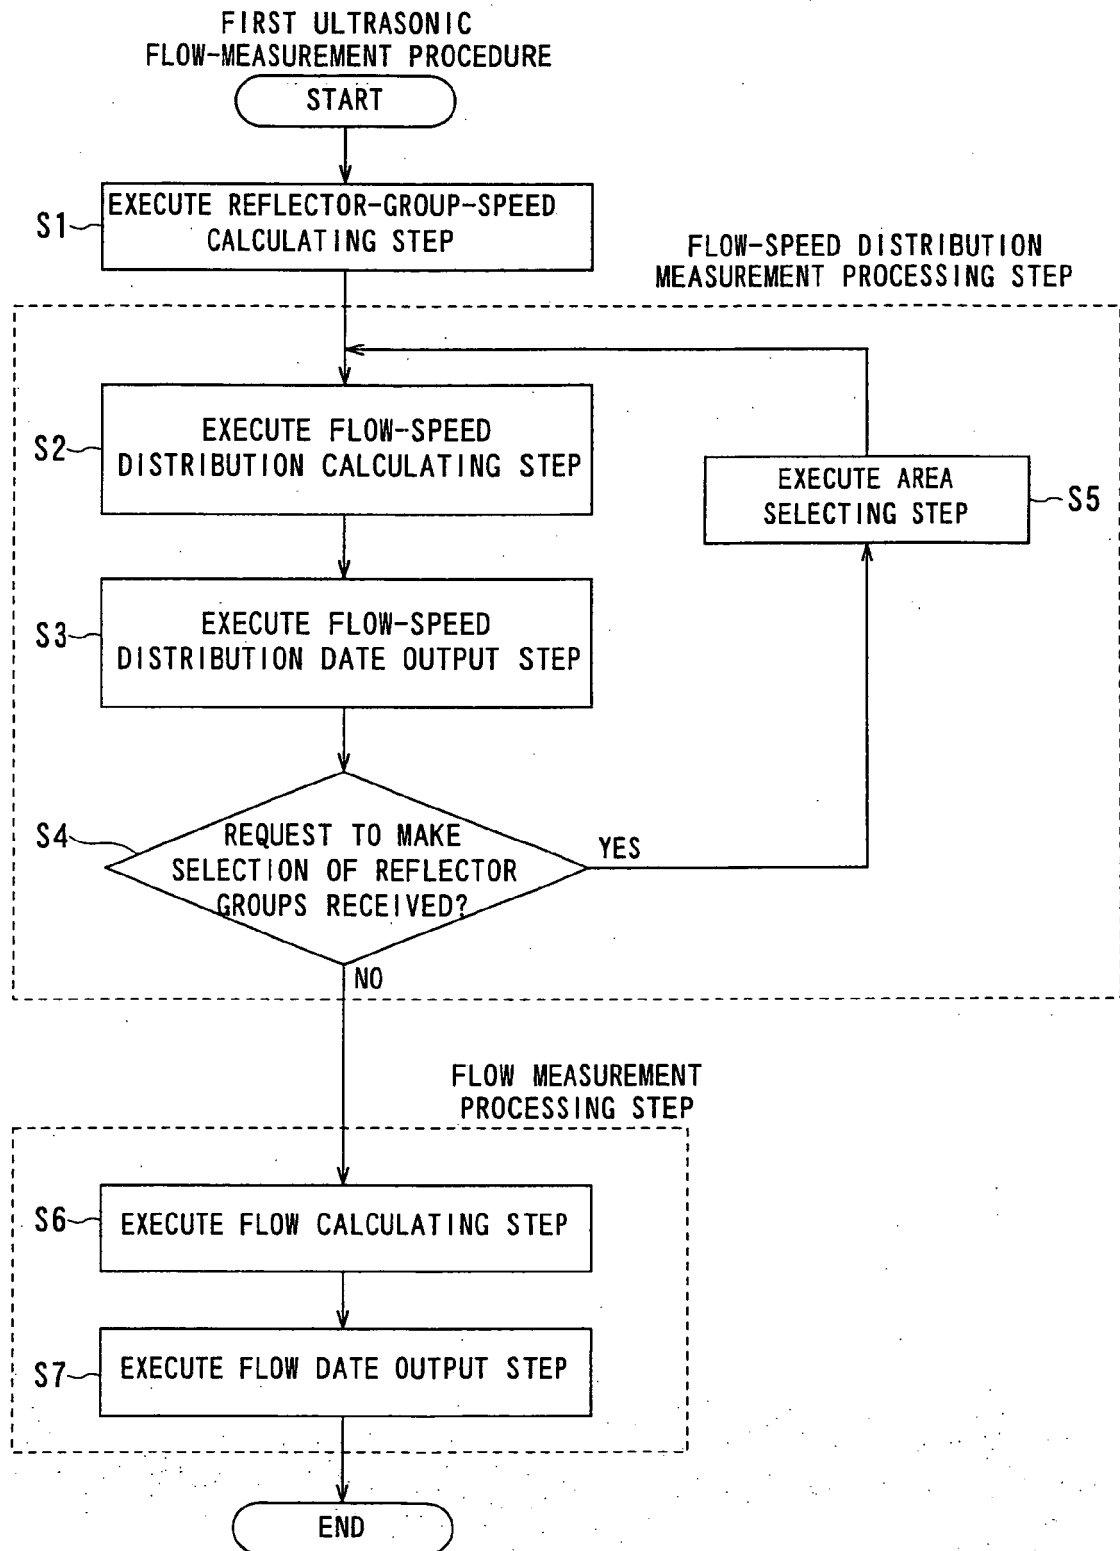 FIRST ULTRASONIC
FLOW-MEASUREMENT PROCEDURE
START
S1
EXECUTE REFLECTOR-GROUP-SPEED
CALCULATING STEP
FLOW-SPEED DISTRIBUTION
MEASUREMENT PROCESSING STEP
S2
EXECUTE FLOW-SPEED
DISTRIBUTION CALCULATING STEP
EXECUTE AREA
SELECTING STEP
S5
S3
EXECUTE FLOW-SPEED
DISTRIBUTION DATE OUTPUT STEP
S4
REQUEST TO MAKE
SELECTION OF REFLECTOR
GROUPS RECEIVED?
YES
NO
FLOW MEASUREMENT
PROCESSING STEP
S6
EXECUTE FLOW CALCULATING STEP
S7
EXECUTE FLOW DATE OUTPUT STEP
END